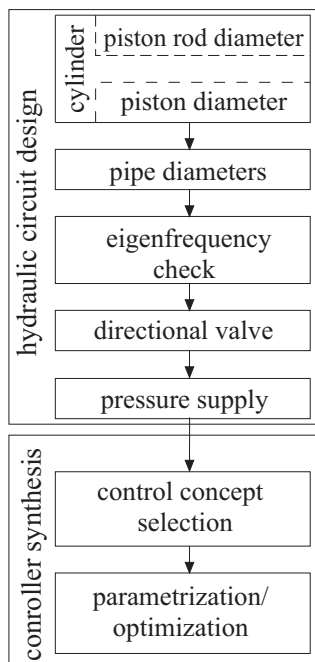 hydraulic circuit design
cylinder
piston rod diameter
piston diameter
pipe diameters
eigenfrequency
check
directional valve
pressure supply
conroller synthesis
control concept
selection
parametrization/
optimization